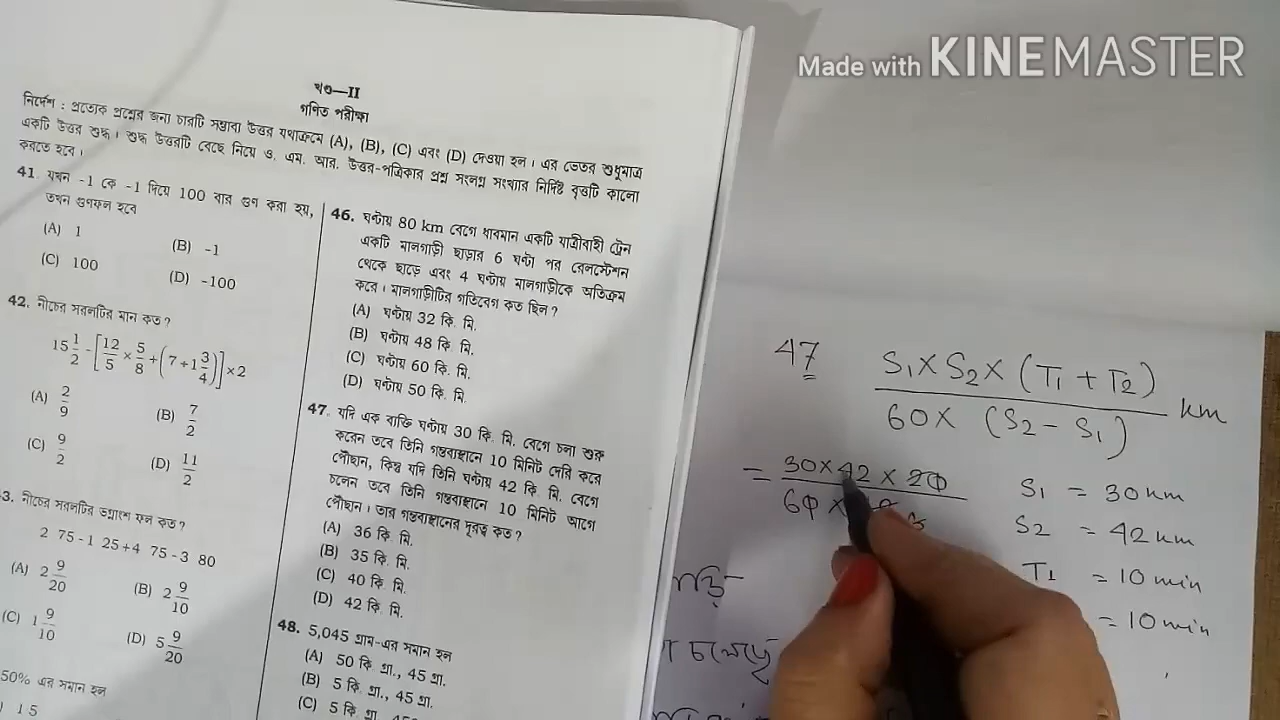 Made with KINEMASTER
খণ্ড—II
গণিত পরীক্ষা
নির্দেশ : প্রত্যেক প্রশ্নের জন্য চারটি সম্ভাব্য উত্তর যথাক্রমে (A), (B), (C) এবং (D) দেওয়া হল। এর ভেতর শুধুমাত্র
একটি উত্তর শুদ্ধ। শুদ্ধ উত্তরটি বেছে নিয়ে ও. এম. আর. উত্তর-পত্রিকার প্রশ্ন সংলগ্ন সংখ্যার নির্দিষ্ট বৃত্তটি কালো
করতে হবে।
41. যখন -1 কে -1 দিয়ে 100 বার গুণ করা হয়,
তখন গুণফল হবে
(A) 1
(B) -1
(C) 100
(D) -100
42. নীচের সরলটির মান কত?
15 1/2 - [12/5 × 5/8 + (7 + 1 3/4)] × 2
(A) 2/9
(B) 7/2
(C) 9/2
(D) 11/2
3. নীচের সরলটির ভগ্নাংশ ফল কত?
2 75 - 1 25 + 4 75 - 3 80
(A) 2 9/20
(B) 2 9/10
(C) 1 9/10
(D) 5 9/20
50% এর সমান হল
) 1 5
46. ঘণ্টায় 80 km বেগে ধাবমান একটি যাত্রীবাহী ট্রেন
একটি মালগাড়ী ছাড়ার 6 ঘণ্টা পর রেলস্টেশন
থেকে ছাড়ে এবং 4 ঘণ্টায় মালগাড়ীকে অতিক্রম
করে। মালগাড়ীটির গতিবেগ কত ছিল?
(A) ঘণ্টায় 32 কি. মি.
(B) ঘণ্টায় 48 কি. মি.
(C) ঘণ্টায় 60 কি. মি.
(D) ঘণ্টায় 50 কি. মি.
47. যদি এক ব্যক্তি ঘণ্টায় 30 কি. মি. বেগে চলা শুরু
করেন তবে তিনি গন্তব্যস্থানে 10 মিনিট দেরি করে
পৌঁছান, কিন্তু যদি তিনি ঘণ্টায় 42 কি. মি. বেগে
চলেন তবে তিনি গন্তব্যস্থানে 10 মিনিট আগে
পৌঁছান। তার গন্তব্যস্থানের দূরত্ব কত?
(A) 36 কি. মি.
(B) 35 কি. মি.
(C) 40 কি. মি.
(D) 42 কি. মি.
48. 5,045 গ্রাম-এর সমান হল
(A) 50 কি. গ্রা., 45 গ্রা.
(B) 5 কি. গ্রা., 45 গ্রা.
(C) 5 কি. গ্রা
47 S₁ × S₂ × (T₁ + T₂) / 60 × (S₂ - S₁) km
= 30 × 42 × 20 / 60 ×
S₁ = 30 km
S₂ = 42 km
T₁ = 10 min
= 10 min